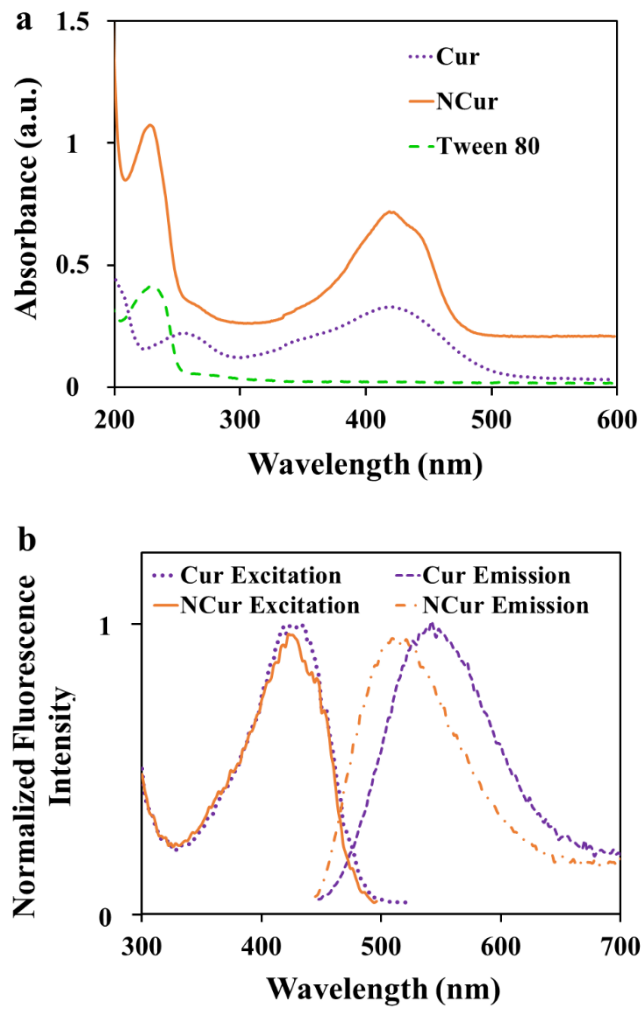 a
1.5
1
0.5
0
Absorbance (a.u.)
Cur
NCur
Tween 80
200 300 400 500 600
Wavelength (nm)
b
Cur Excitation Cur Emission
NCur Excitation NCur Emission
1
0
Normalized Fluorescence
Intensity
300 400 500 600 700
Wavelength (nm)